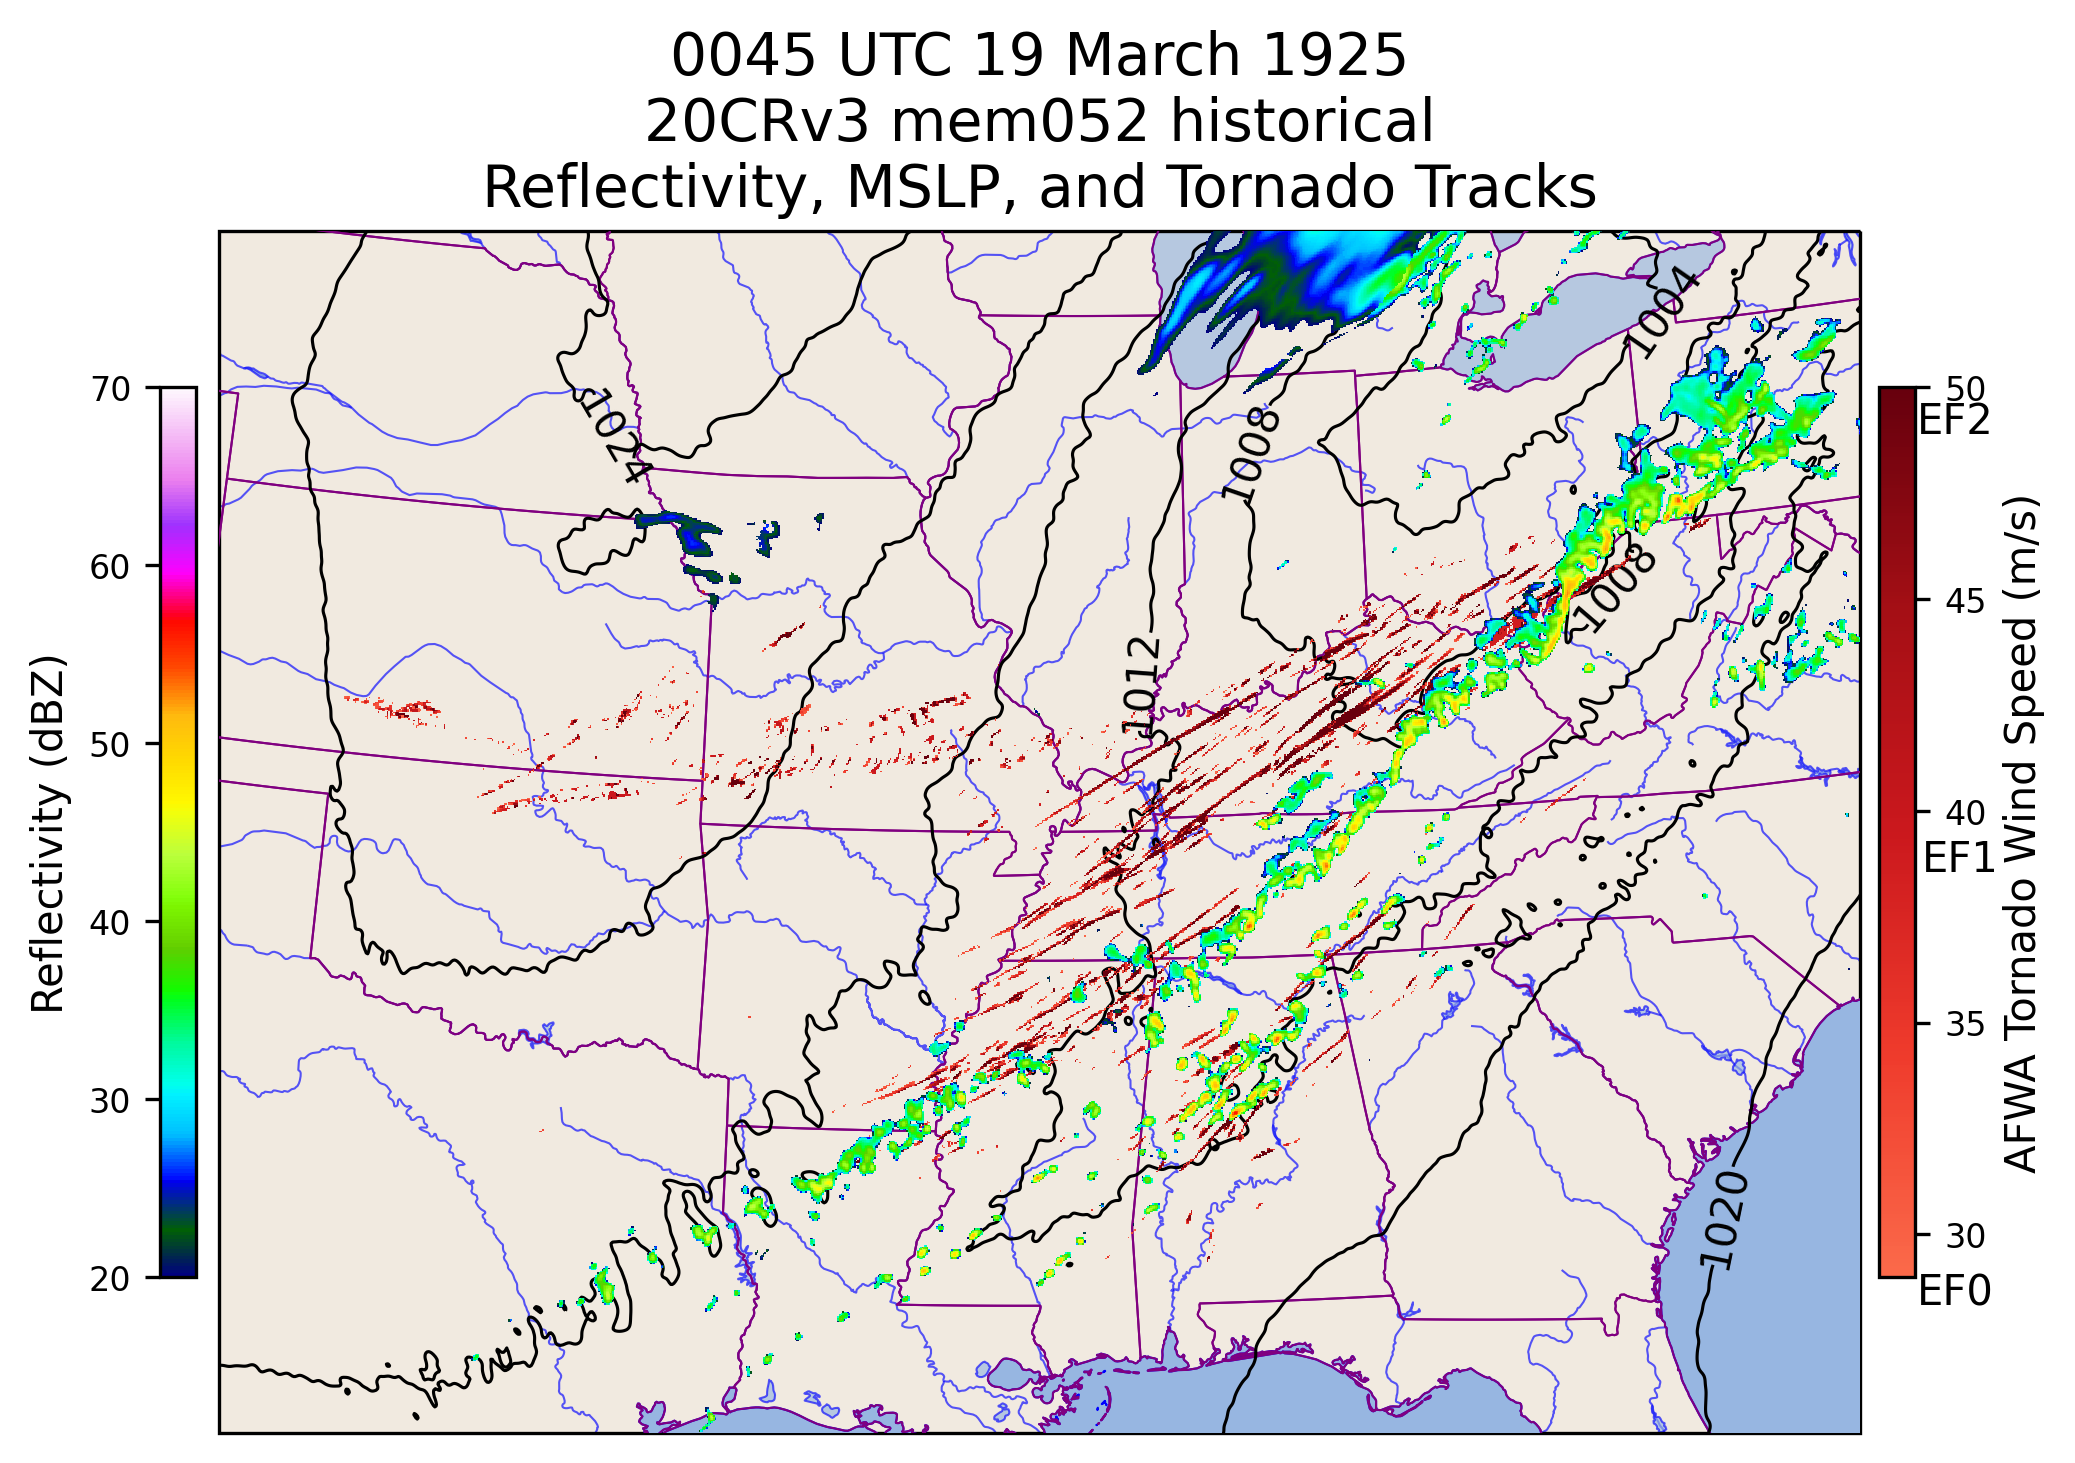 0045 UTC 19 March 1925
20CRv3 mem052 historical
Reflectivity, MSLP, and Tornado Tracks
Reflectivity (dBZ)
70
60
50
40
30
20
1024
1008
1004
1012
1008
1020
50
EF2
45
40
EF1
35
30
EF0
AFWA Tornado Wind Speed (m/s)